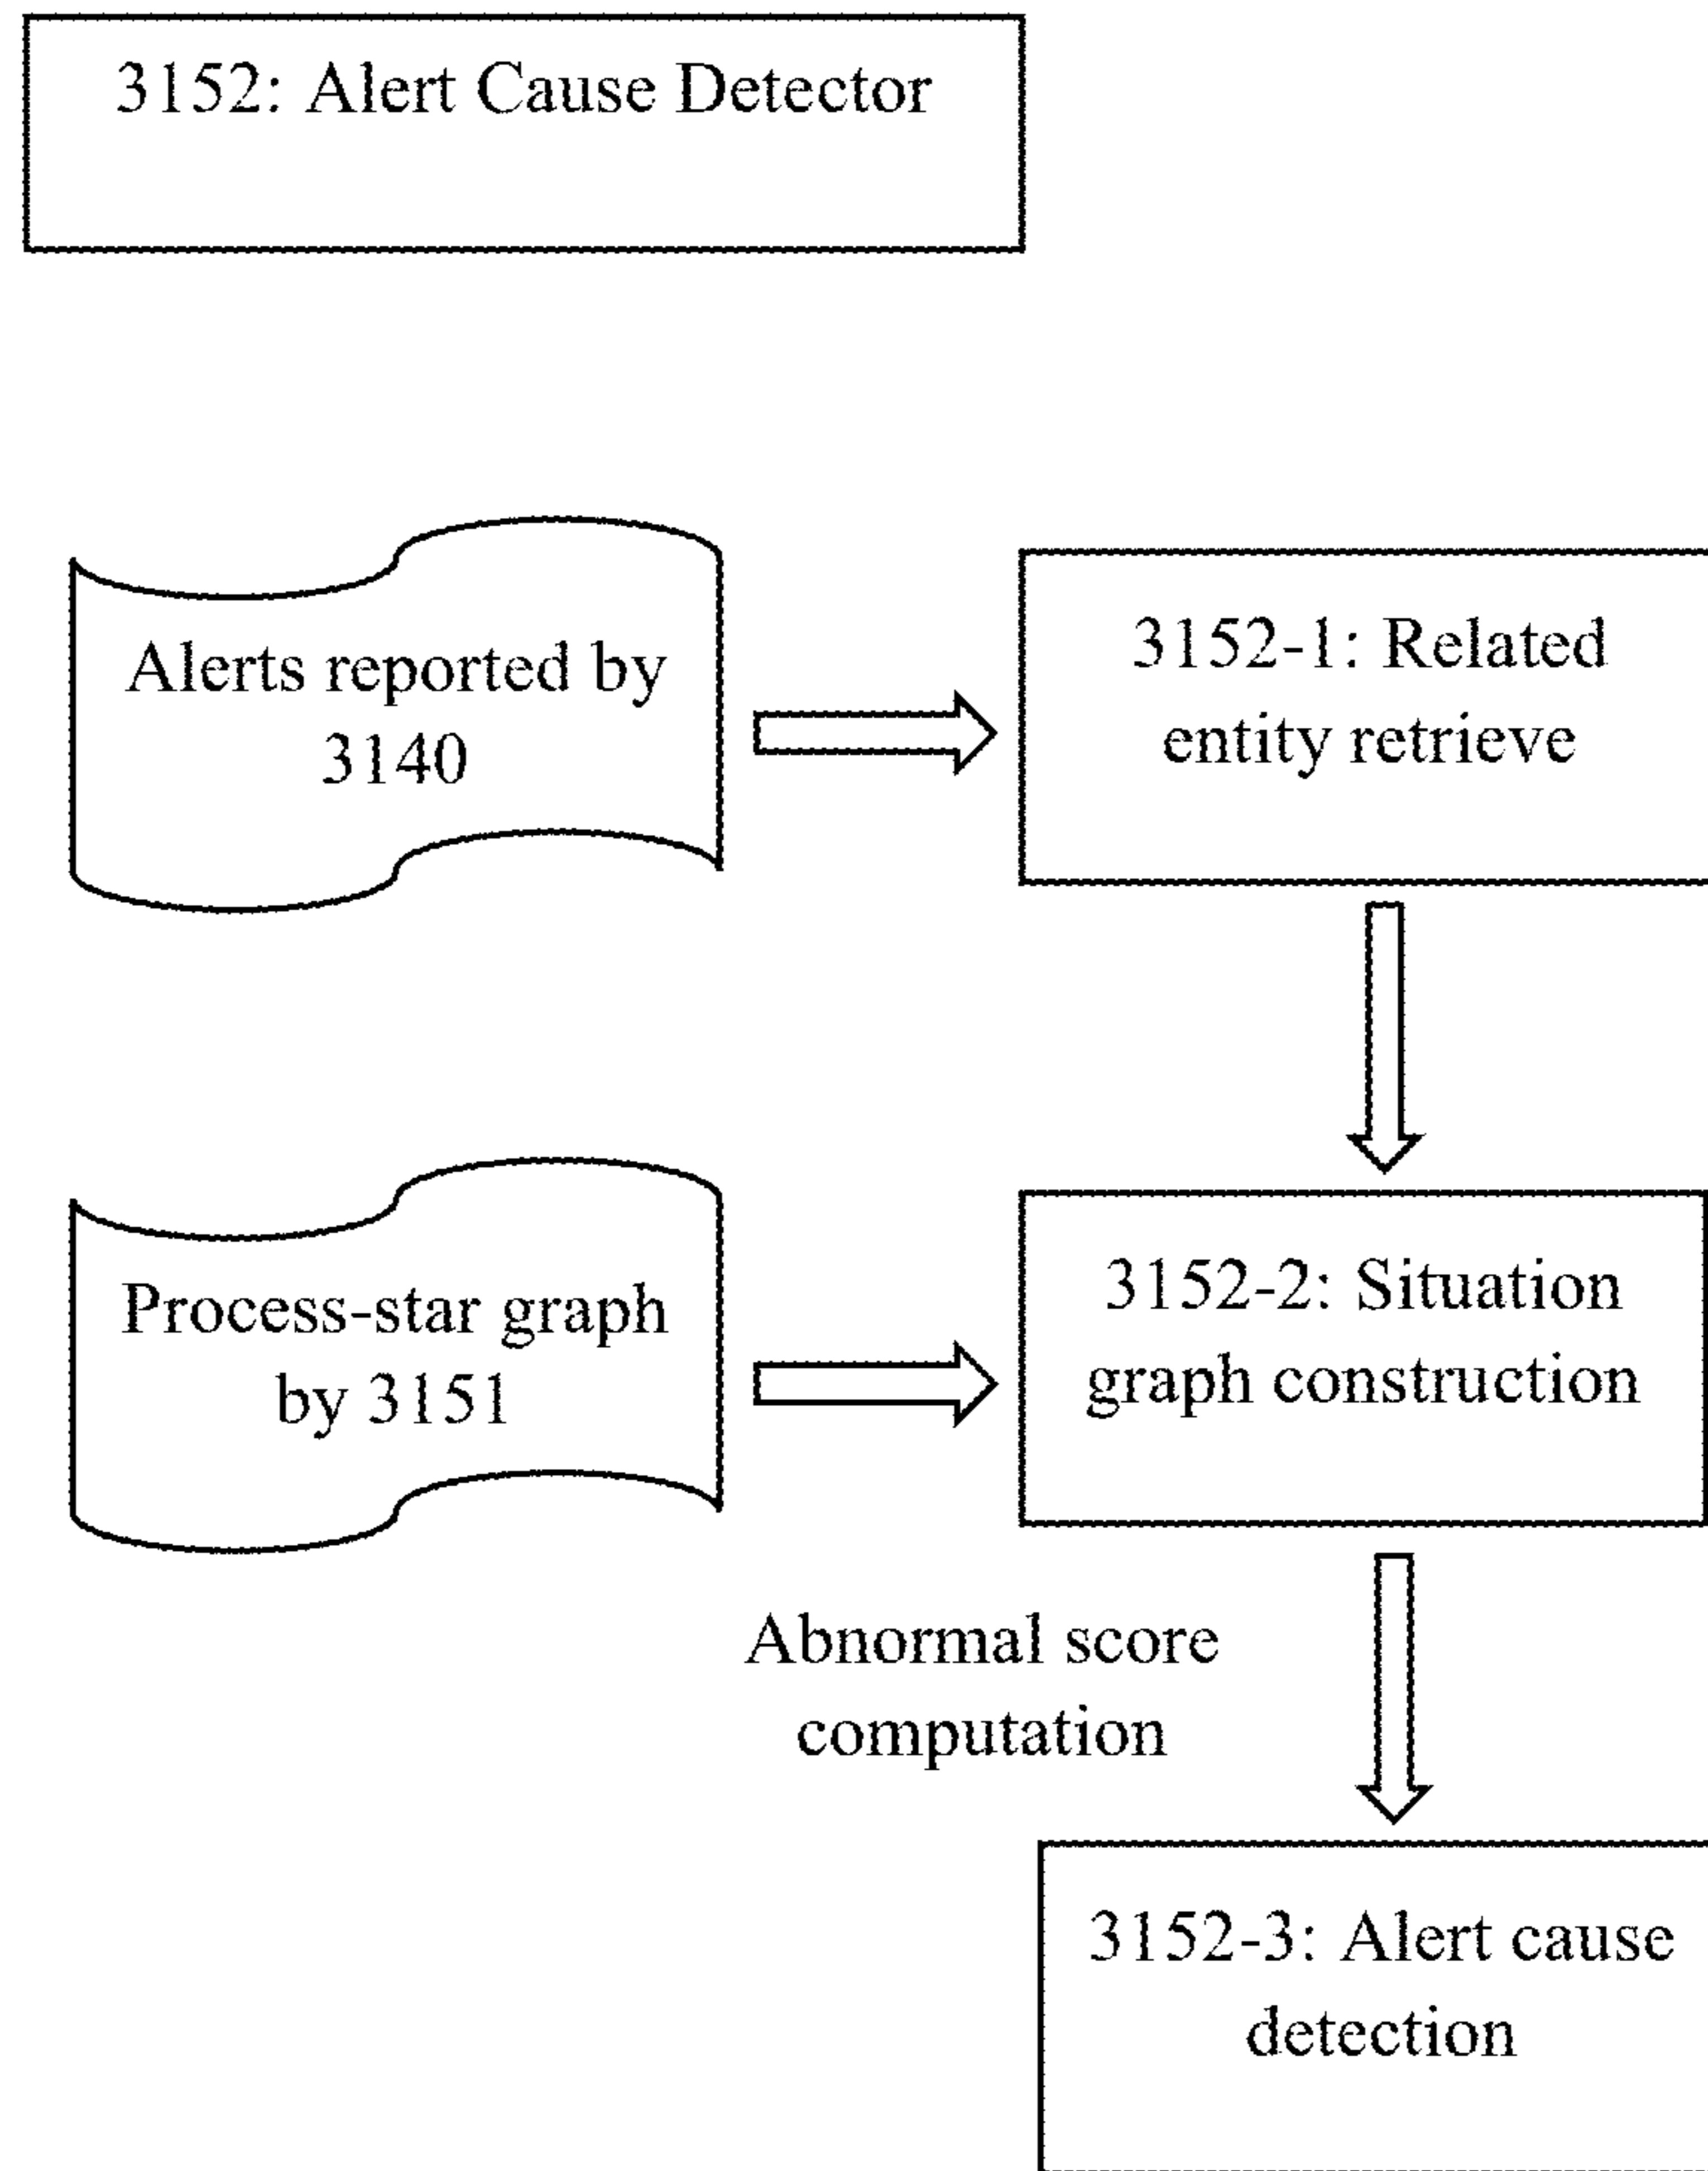 3152: Alert Cause Detector
Alerts reported by
3140
3152-1: Related
entity retrieve
Process-star graph
by 3151
3152-2: Situation
graph construction
Abnormal score
computation
3152-3: Alert cause
detection